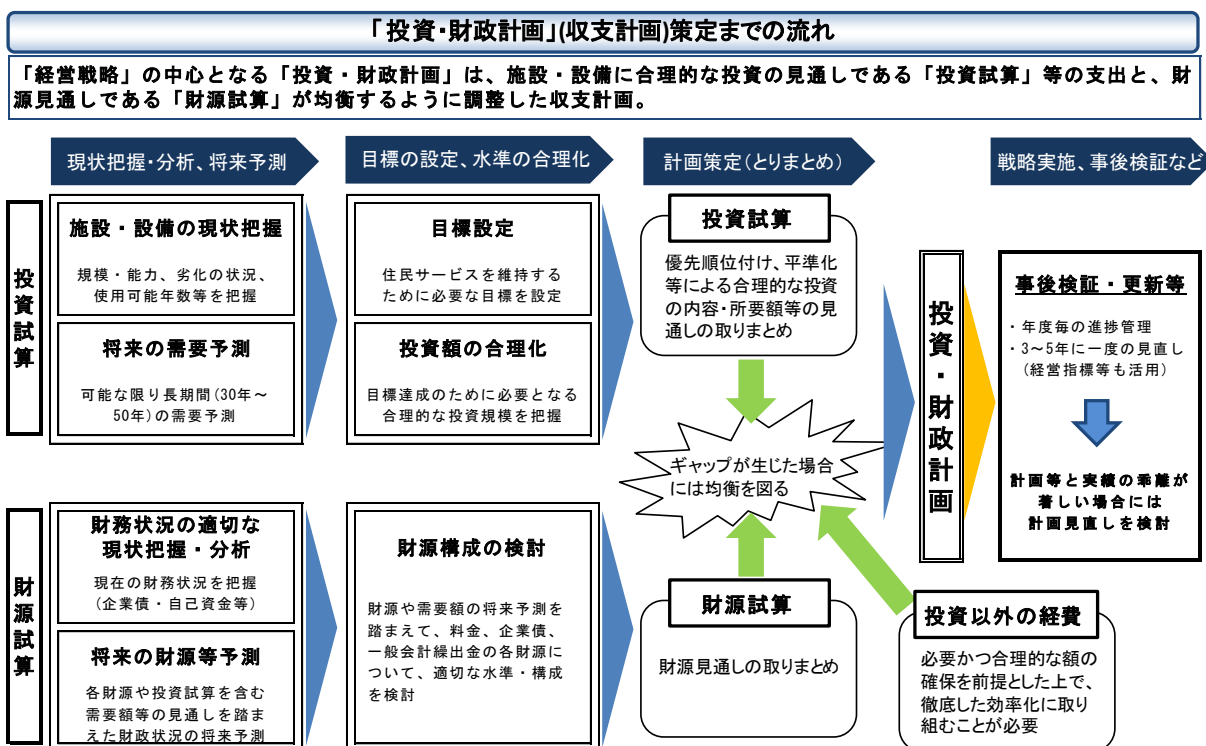 「投資・財政計画」(収支計画)策定までの流れ
「経営戦略」の中心となる「投資・財政計画」は、施設・設備に合理的な投資の見通しである「投資試算」等の支出と、財
源見通しである「財源試算」が均衡するように調整した収支計画。
現状把握・分析、将来予測
目標の設定、水準の合理化
計画策定(とりまとめ)
戦略実施、事後検証など
投資試算
施設・設備の現状把握
規模・能力、劣化の状況、
使用可能年数等を把握
将来の需要予測
可能な限り長期間(30年～
50年)の需要予測
目標設定
住民サービスを維持する
ために必要な目標を設定
投資額の合理化
目標達成のために必要となる
合理的な投資規模を把握
投資試算
優先順位付け、平準化
等による合理的な投資
の内容・所要額等の見
通しの取りまとめ
ギャップが生じた場合
には均衡を図る
財源試算
財務状況の適切な
現状把握・分析
現在の財務状況を把握
(企業債・自己資金等)
将来の財源等予測
各財源や投資試算を含む
需要額等の見通しを踏ま
えた財政状況の将来予測
財源構成の検討
財源や需要額の将来予測を
踏まえて、料金、企業債、
一般会計繰出金の各財源に
ついて、適切な水準・構成
を検討
財源試算
財源見通しの取りまとめ
投資以外の経費
必要かつ合理的な額の
確保を前提とした上で、
徹底した効率化に取り
組むことが必要
投資・財政計画
事後検証・更新等
・年度毎の進捗管理
・3～5年に一度の見直し
(経営指標等も活用)
計画等と実績の乖離が
著しい場合には
計画見直しを検討